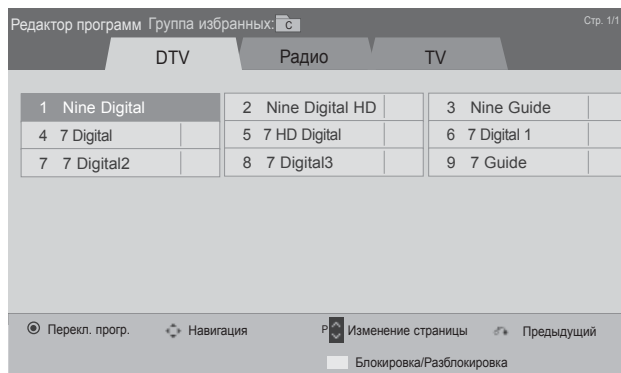 Редактор программ Группа избранных: C Стр. 1/1
DTV Радио TV
1 Nine Digital 2 Nine Digital HD 3 Nine Guide
4 7 Digital 5 7 HD Digital 6 7 Digital 1
7 7 Digital2 8 7 Digital3 9 7 Guide
Перекл. прогр. Навигация P Изменение страницы Предыдущий
Блокировка/Разблокировка